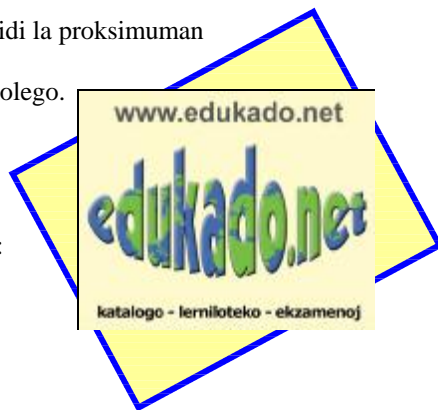 idi la proksimuman
olego.
www.edukado.net
edukado.net
:
katalogo - lerniloteko - ekzamenoj